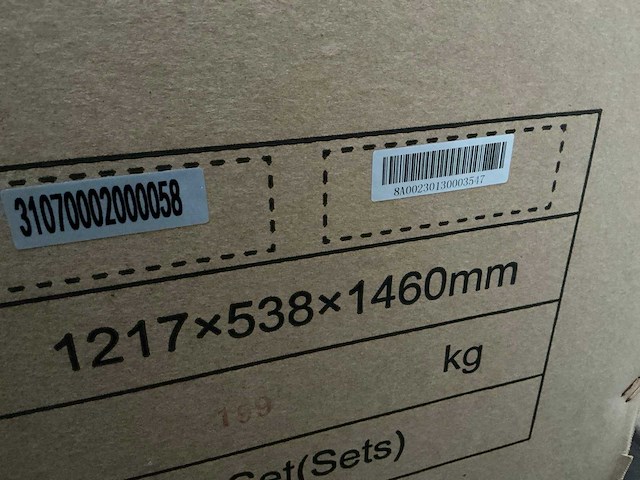 31070002000058
8A00230130003547
1217×538×1460mm
kg
199
Set(Sets)